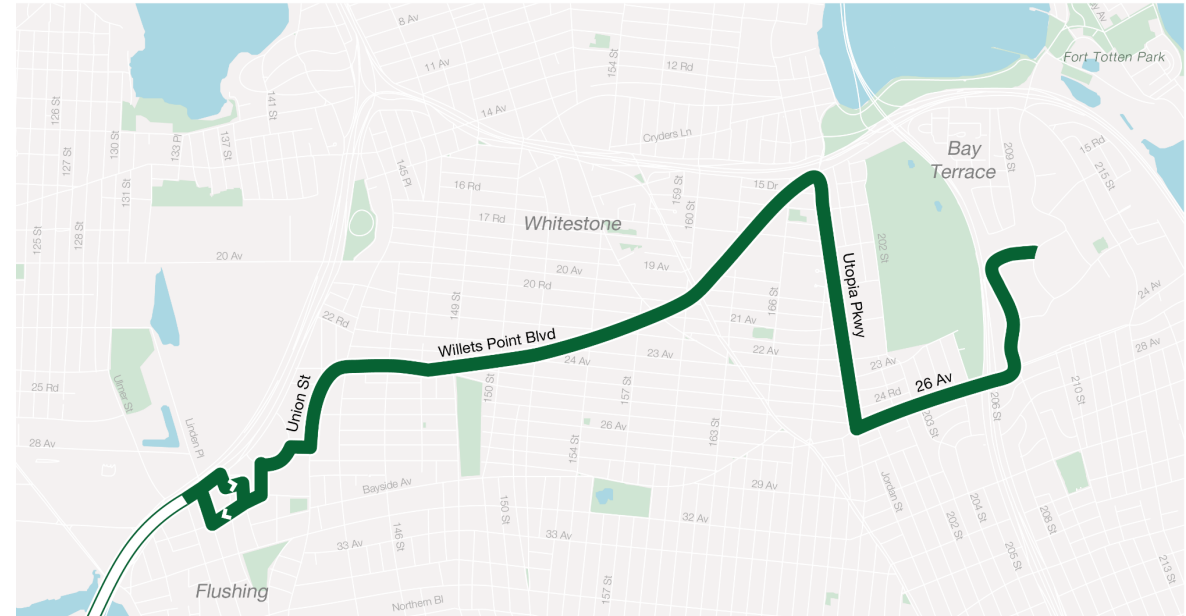 8 Av
11 Av
154 St
12 Rd
Fort Totten Park
126 St
141 St
14 Av
130 St
133 Pl
137 St
Cryders Ln
Bay
Terrace
209 St
15 Rd
127 St
145 Pl
215 St
131 St
16 Rd
159 St
15 Dr
160 St
17 Rd
Whitestone
125 St
128 St
202 St
20 Av
19 Av
20 Av
20 Rd
Utopia Pkwy
166 St
24 Av
149 St
22 Rd
21 Av
Willets Point Blvd
22 Av
23 Av
24 Av
28 Av
23 Av
25 Rd
Ulmer St
Union St
150 St
157 St
26 Av
24 Rd
210 St
206 St
Linden Pl
26 Av
163 St
203 St
28 Av
154 St
Bayside Av
29 Av
Jordan St
150 St
32 Av
204 St
202 St
208 St
146 St
33 Av
33 Av
205 St
213 St
Flushing
157 St
Northern Bl